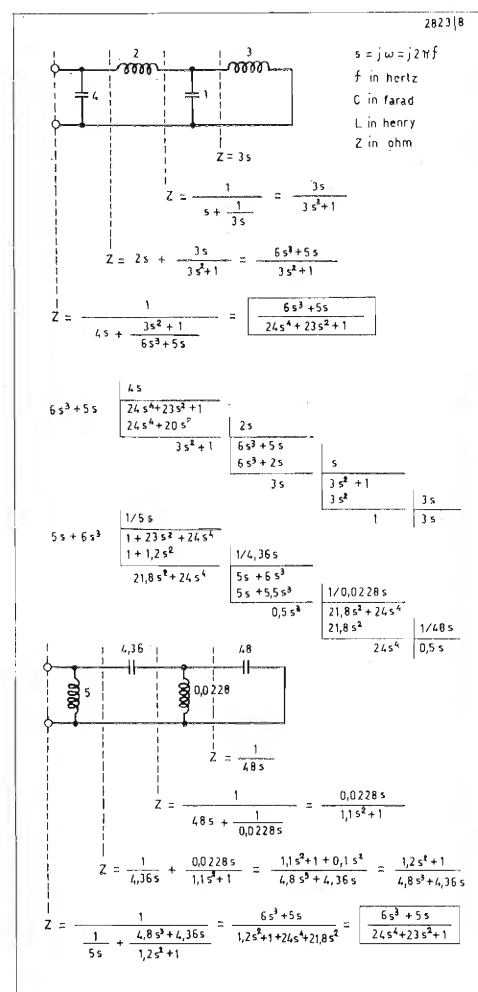 2823|8
2 3
4 1
s = jω = j2πf
f in hertz
C in farad
L in henry
Z in ohm
Z = 3s
Z = 1/(s + 1/(3s)) = 3s/(3s²+1)
Z = 2s + 3s/(3s²+1) = (6s³+5s)/(3s²+1)
Z = 1/(4s + (3s²+1)/(6s³+5s)) = (6s³+5s)/(24s⁴+23s²+1)
4s
6s³+5s 24s⁴+23s²+1 2s
24s⁴+20s² 6s³+5s s
3s²+1 6s³+2s 3s²+1
3s 3s² 3s
1 3s
1/5s
5s+6s³ 1+23s²+24s⁴ 1/4,36s
1+1,2s² 5s+6s³ 1/0,0228s
21,8s²+24s⁴ 5s+5,5s³ 21,8s²+24s⁴
0,5s³ 21,8s² 1/48s
24s⁴ 0,5s
4,36 48
5 0,0228
Z = 1/(48s)
Z = 1/(48s + 1/(0,0228s)) = 0,0228s/(1,1s²+1)
Z = 1/(4,36s) + 0,0228s/(1,1s²+1) = (1,1s²+1+0,1s²)/(4,8s³+4,36s) = (1,2s²+1)/(4,8s³+4,36s)
Z = 1/(1/(5s) + (4,8s³+4,36s)/(1,2s²+1)) = (6s³+5s)/(1,2s²+1+24s⁴+21,8s²) = (6s³+5s)/(24s⁴+23s²+1)